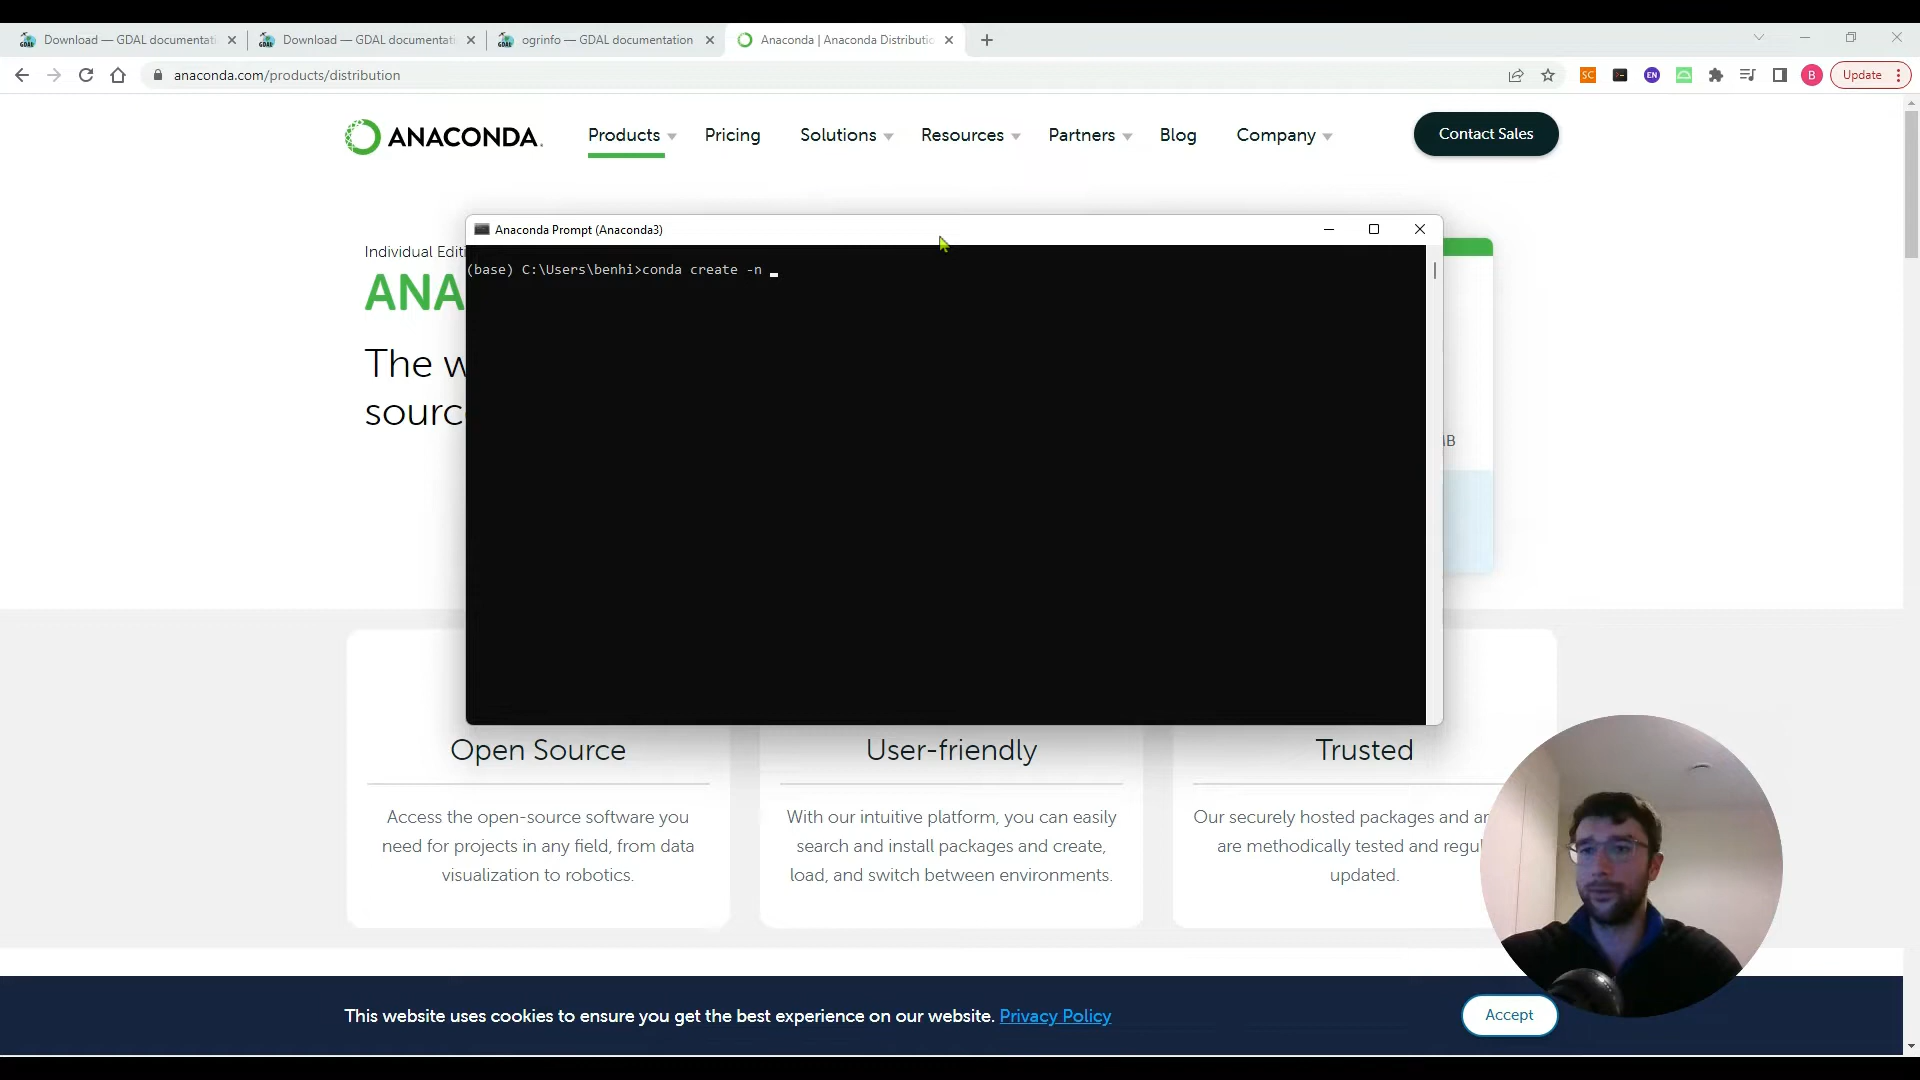 Download — GDAL documentati
Download — GDAL documentati
ogrinfo — GDAL documentation
Anaconda | Anaconda Distributio
anaconda.com/products/distribution
SC
EN
B
Update
ANACONDA.
Products
Pricing
Solutions
Resources
Partners
Blog
Company
Contact Sales
Anaconda Prompt (Anaconda3)
(base) C:\Users\benhi>conda create -n _
Individual Editi
ANA
The w
sourc
MB
Open Source
Access the open-source software you
need for projects in any field, from data
visualization to robotics.
User-friendly
With our intuitive platform, you can easily
search and install packages and create,
load, and switch between environments.
Trusted
Our securely hosted packages and ar
are methodically tested and regul
updated.
This website uses cookies to ensure you get the best experience on our website. Privacy Policy
Accept